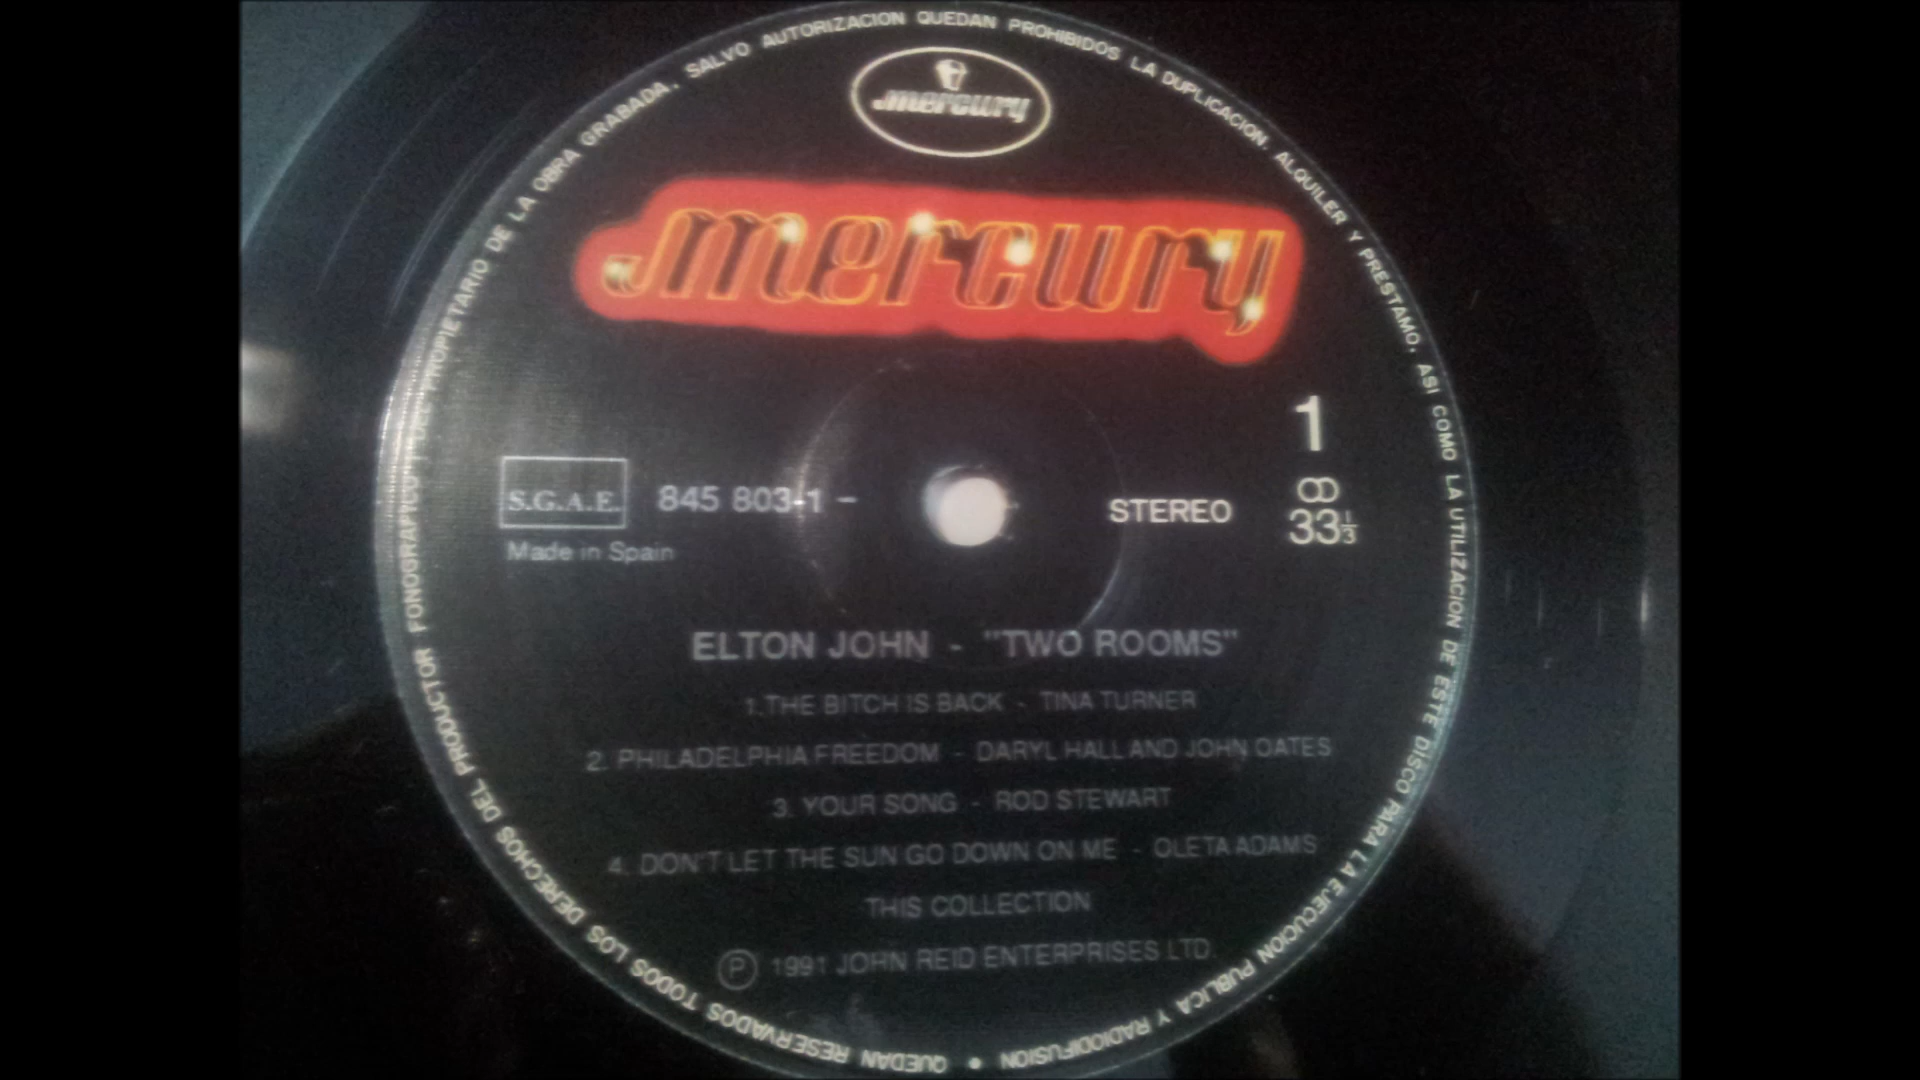 QUEDAN RESERVADOS TODOS LOS DERECHOS DEL PRODUCTOR FONOGRAFICO Y DEL PROPIETARIO DE LA OBRA GRABADA. SALVO AUTORIZACION QUEDAN PROHIBIDOS LA DUPLICACION, ALQUILER Y PRESTAMO, ASI COMO LA UTILIZACION DE ESTE DISCO PARA LA EJECUCION PUBLICA Y RADIODIFUSION •
mercury
mercury
1
S.G.A.E. 845 803-1 - STEREO
33 1/3
Made in Spain
ELTON JOHN - "TWO ROOMS"
1.THE BITCH IS BACK - TINA TURNER
2. PHILADELPHIA FREEDOM - DARYL HALL AND JOHN OATES
3. YOUR SONG - ROD STEWART
4. DON'T LET THE SUN GO DOWN ON ME - OLETA ADAMS
THIS COLLECTION
Ⓟ 1991 JOHN REID ENTERPRISES LTD.